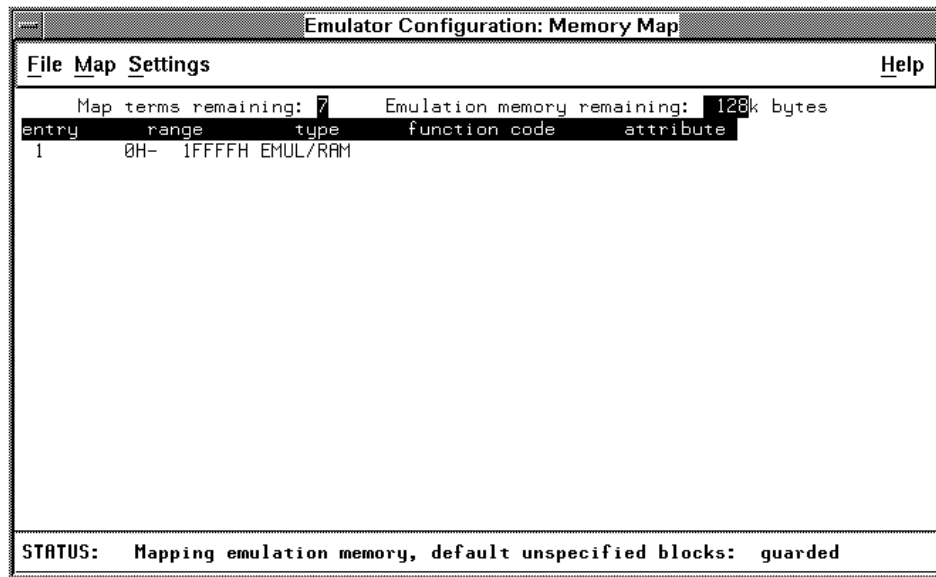 Emulator Configuration: Memory Map
File Map Settings Help
Map terms remaining: 7 Emulation memory remaining: 128k bytes
entry range type function code attribute
1 0H- 1FFFFH EMUL/RAM
STATUS: Mapping emulation memory, default unspecified blocks: guarded